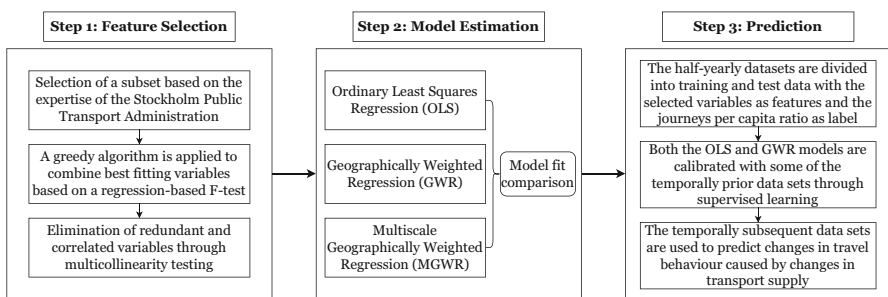 Step 1: Feature Selection
Selection of a subset based on the
expertise of the Stockholm Public
Transport Administration
A greedy algorithm is applied to
combine best fitting variables
based on a regression-based F-test
Elimination of redundant and
correlated variables through
multicollinarity testing
Step 2: Model Estimation
Ordinary Least Squares
Regression (OLS)
Geographically Weighted
Regression (GWR)
Multiscale
Geographically Weighted
Regression (MGWR)
Model fit
comparison
Step 3: Prediction
The half-yearly datasets are divided
into training and test data with the
selected variables as features and the
journeys per capita ratio as label
Both the OLS and GWR models are
calibrated with some of the
temporally prior data sets through
supervised learning
The temporally subsequent data sets
are used to predict changes in travel
behaviour caused by changes in
transport supply